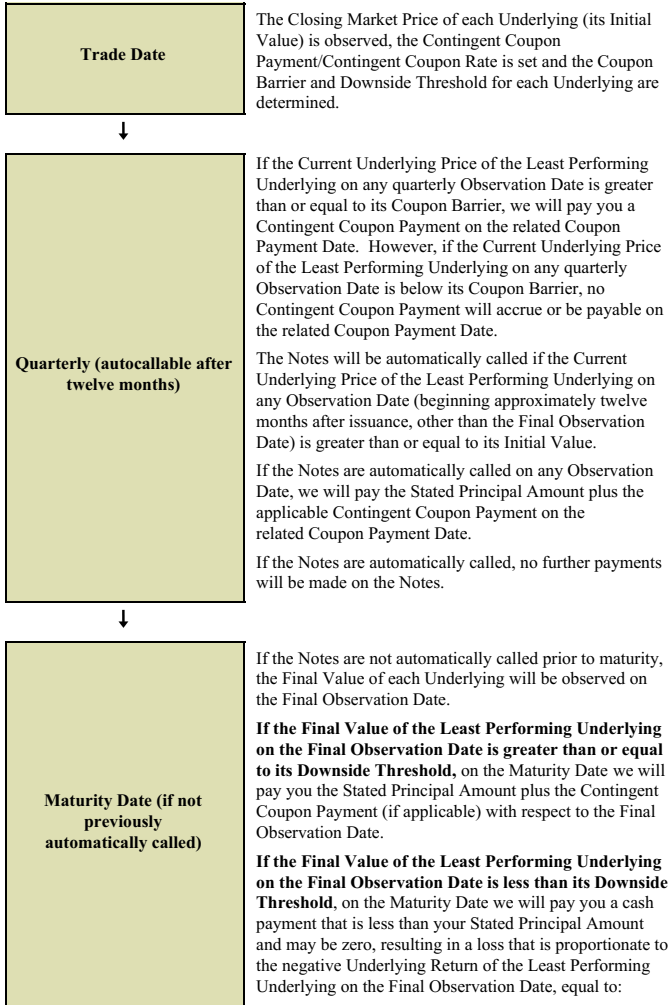 Trade Date
The Closing Market Price of each Underlying (its Initial
Value) is observed, the Contingent Coupon
Payment/Contingent Coupon Rate is set and the Coupon
Barrier and Downside Threshold for each Underlying are
determined.
↓
Quarterly (autocallable after
twelve months)
If the Current Underlying Price of the Least Performing
Underlying on any quarterly Observation Date is greater
than or equal to its Coupon Barrier, we will pay you a
Contingent Coupon Payment on the related Coupon
Payment Date. However, if the Current Underlying Price
of the Least Performing Underlying on any quarterly
Observation Date is below its Coupon Barrier, no
Contingent Coupon Payment will accrue or be payable on
the related Coupon Payment Date.
The Notes will be automatically called if the Current
Underlying Price of the Least Performing Underlying on
any Observation Date (beginning approximately twelve
months after issuance, other than the Final Observation
Date) is greater than or equal to its Initial Value.
If the Notes are automatically called on any Observation
Date, we will pay the Stated Principal Amount plus the
applicable Contingent Coupon Payment on the
related Coupon Payment Date.
If the Notes are automatically called, no further payments
will be made on the Notes.
↓
Maturity Date (if not
previously
automatically called)
If the Notes are not automatically called prior to maturity,
the Final Value of each Underlying will be observed on
the Final Observation Date.
If the Final Value of the Least Performing Underlying
on the Final Observation Date is greater than or equal
to its Downside Threshold, on the Maturity Date we will
pay you the Stated Principal Amount plus the Contingent
Coupon Payment (if applicable) with respect to the Final
Observation Date.
If the Final Value of the Least Performing Underlying
on the Final Observation Date is less than its Downside
Threshold, on the Maturity Date we will pay you a cash
payment that is less than your Stated Principal Amount
and may be zero, resulting in a loss that is proportionate to
the negative Underlying Return of the Least Performing
Underlying on the Final Observation Date, equal to: